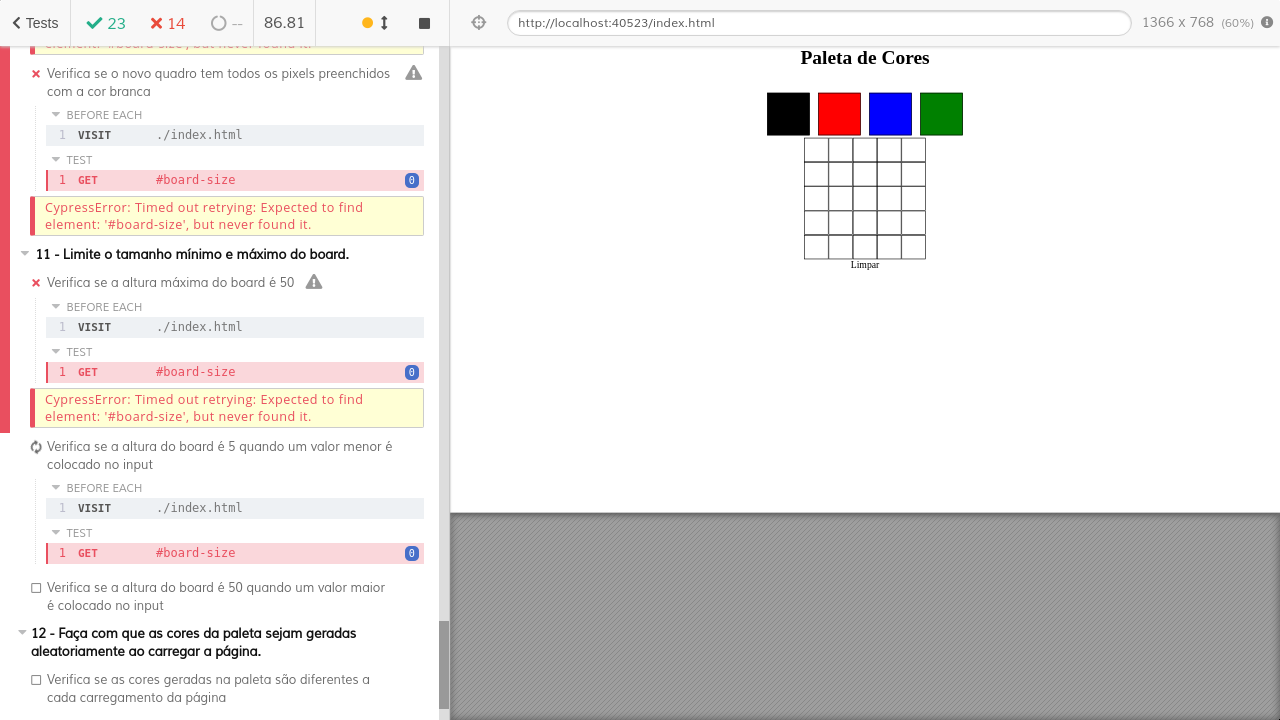 Tests
23
14
--
86.81
http://localhost:40523/index.html
1366 x 768 (60%)
element: '#board-size', but never found it.
Verifica se o novo quadro tem todos os pixels preenchidos
com a cor branca
BEFORE EACH
1 VISIT ./index.html
TEST
1 GET #board-size 0
CypressError: Timed out retrying: Expected to find
element: '#board-size', but never found it.
11 - Limite o tamanho mínimo e máximo do board.
Verifica se a altura máxima do board é 50
BEFORE EACH
1 VISIT ./index.html
TEST
1 GET #board-size 0
CypressError: Timed out retrying: Expected to find
element: '#board-size', but never found it.
Verifica se a altura do board é 5 quando um valor menor é
colocado no input
BEFORE EACH
1 VISIT ./index.html
TEST
1 GET #board-size 0
Verifica se a altura do board é 50 quando um valor maior
é colocado no input
12 - Faça com que as cores da paleta sejam geradas
aleatoriamente ao carregar a página.
Verifica se as cores geradas na paleta são diferentes a
cada carregamento da página
Paleta de Cores
Limpar